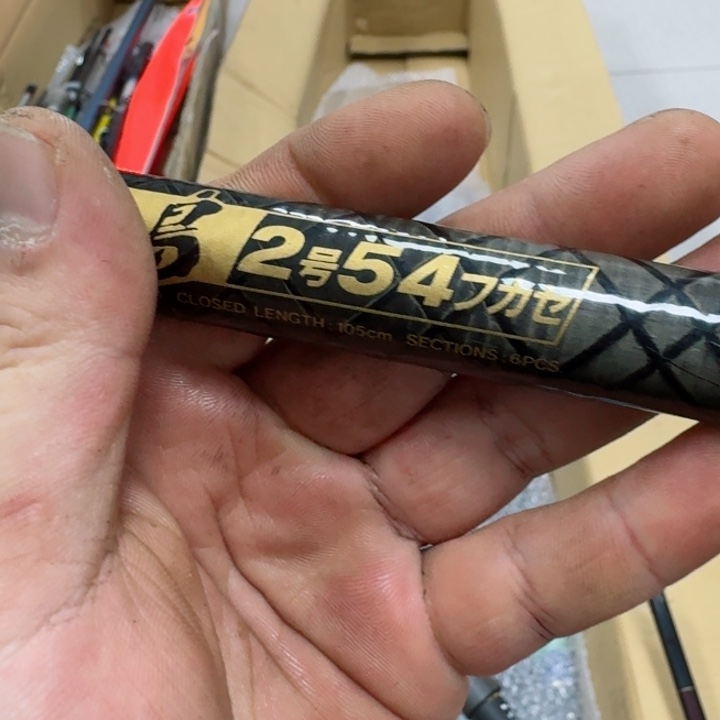 2号54フカセ
CLOSED LENGTH : 105cm SECTIONS : 6PCS